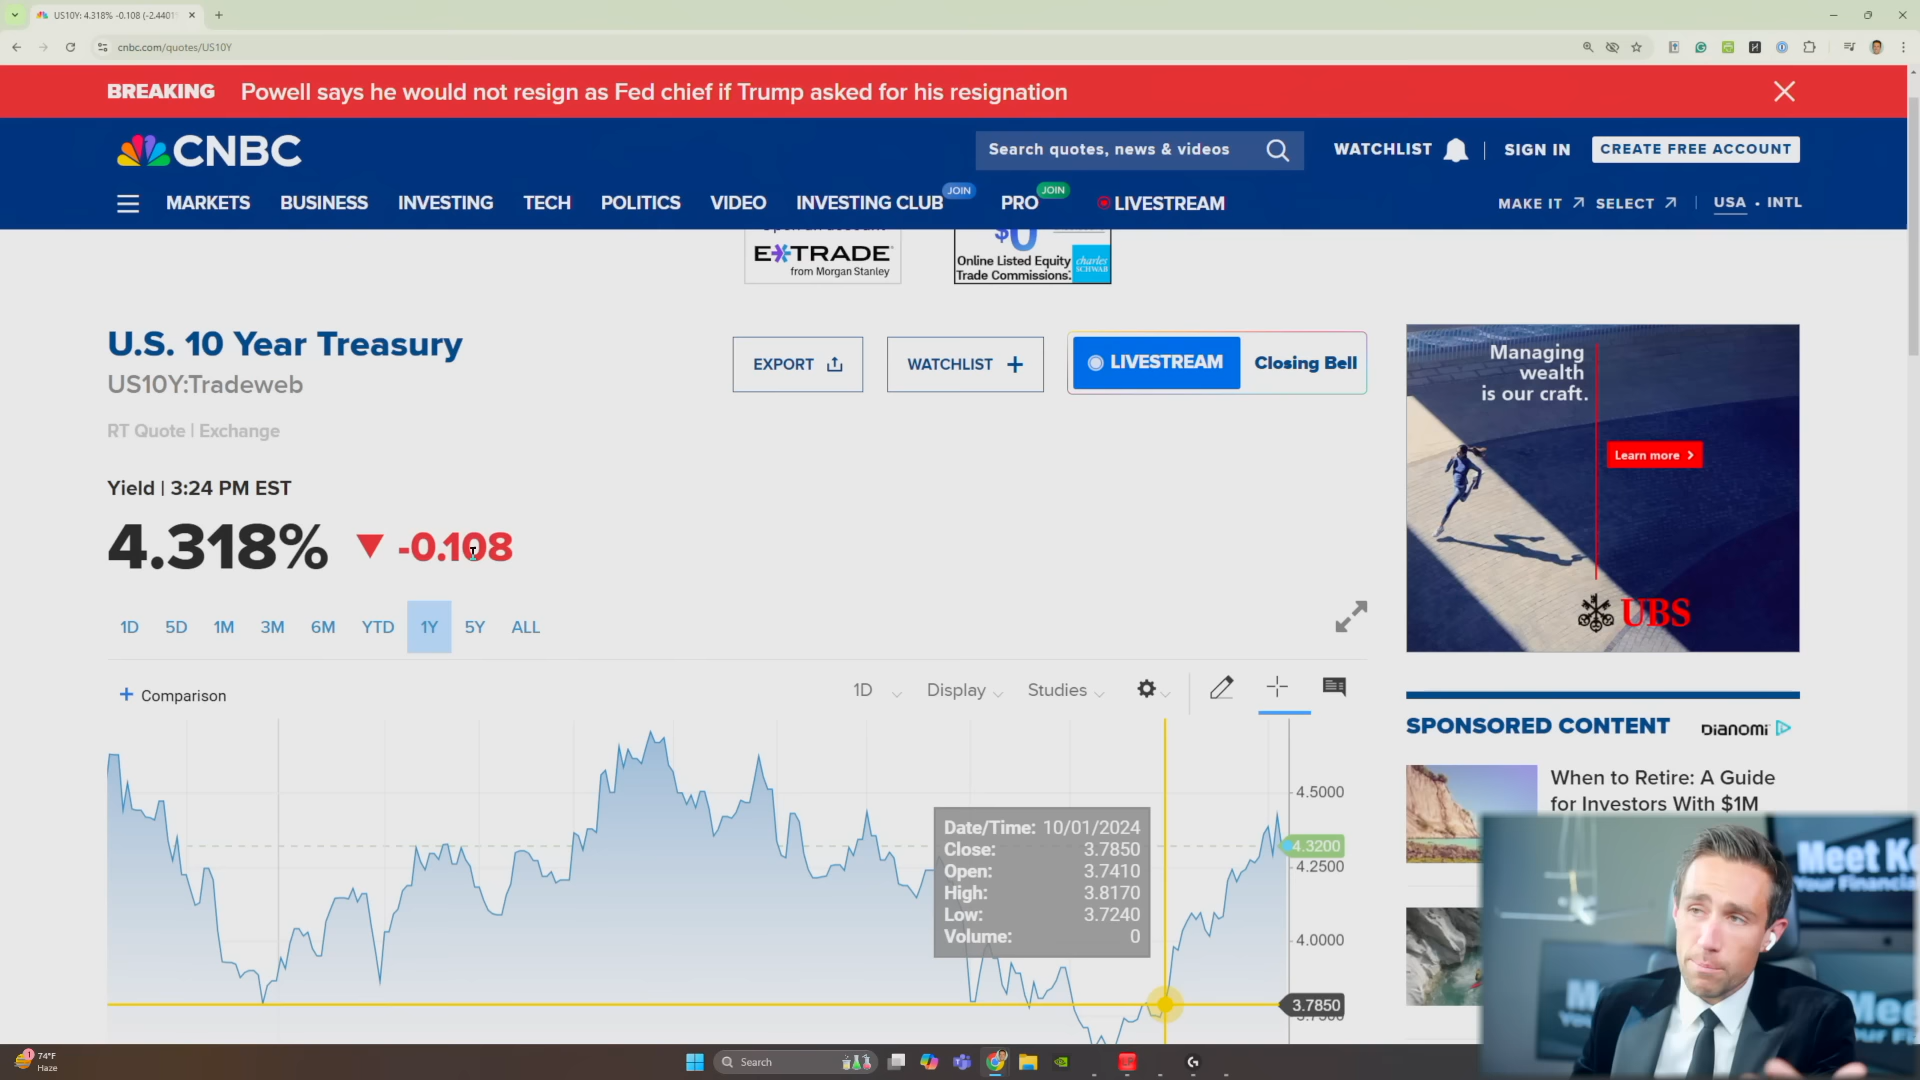 US10Y: 4.318% -0.108 (-2.4401
cnbc.com/quotes/US10Y
BREAKING Powell says he would not resign as Fed chief if Trump asked for his resignation
CNBC
Search quotes, news & videos
WATCHLIST
SIGN IN
CREATE FREE ACCOUNT
MARKETS BUSINESS INVESTING TECH POLITICS VIDEO INVESTING CLUB JOIN PRO JOIN LIVESTREAM
MAKE IT SELECT USA • INTL
E*TRADE
from Morgan Stanley
$0
Online Listed Equity
Trade Commissions.
charles
SCHWAB
U.S. 10 Year Treasury
US10Y:Tradeweb
RT Quote | Exchange
EXPORT
WATCHLIST +
LIVESTREAM
Closing Bell
Yield | 3:24 PM EST
4.318% -0.108
1D 5D 1M 3M 6M YTD 1Y 5Y ALL
+ Comparison
1D Display Studies
Date/Time: 10/01/2024
Close: 3.7850
Open: 3.7410
High: 3.8170
Low: 3.7240
Volume: 0
4.5000
4.3200
4.2500
4.0000
3.7850
Managing
wealth
is our craft.
Learn more
UBS
SPONSORED CONTENT
DIANOMI
When to Retire: A Guide
for Investors With $1M
Meet K
Your Financia
74°F
Haze
Search